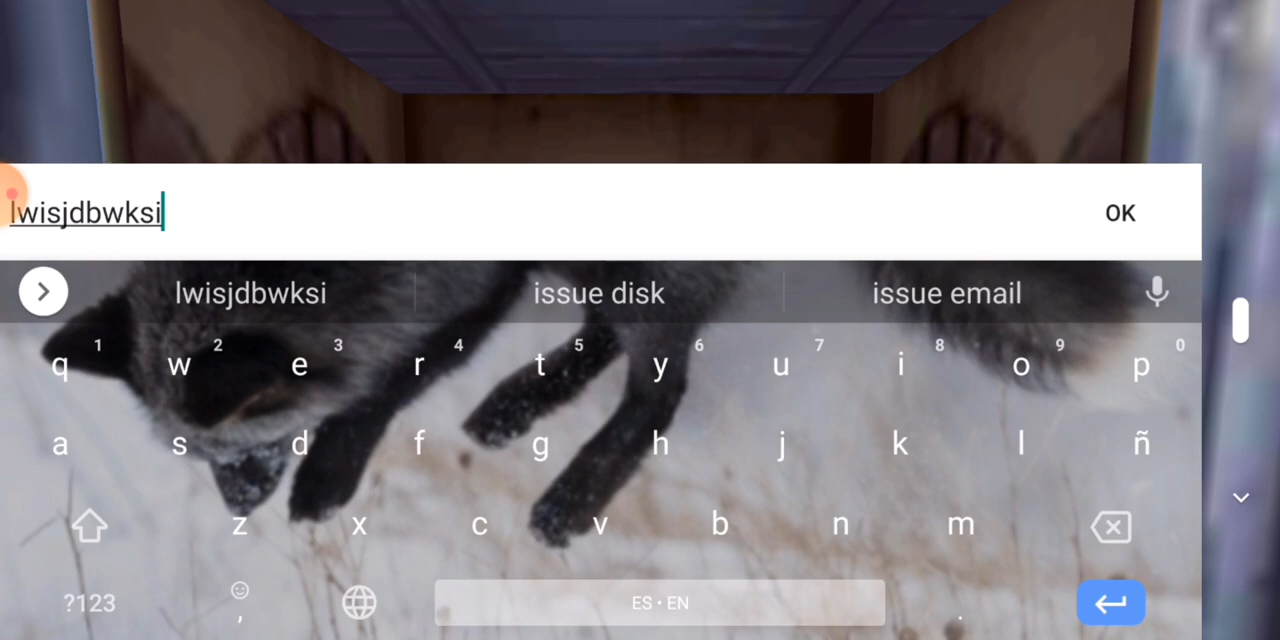 lwisjdbwksi OK
lwisjdbwksi issue disk issue email
1 2 3 4 5 6 7 8 9 0
q w e r t y u i o p
a s d f g h j k l ñ
z x c v b n m
?123 , ES • EN .